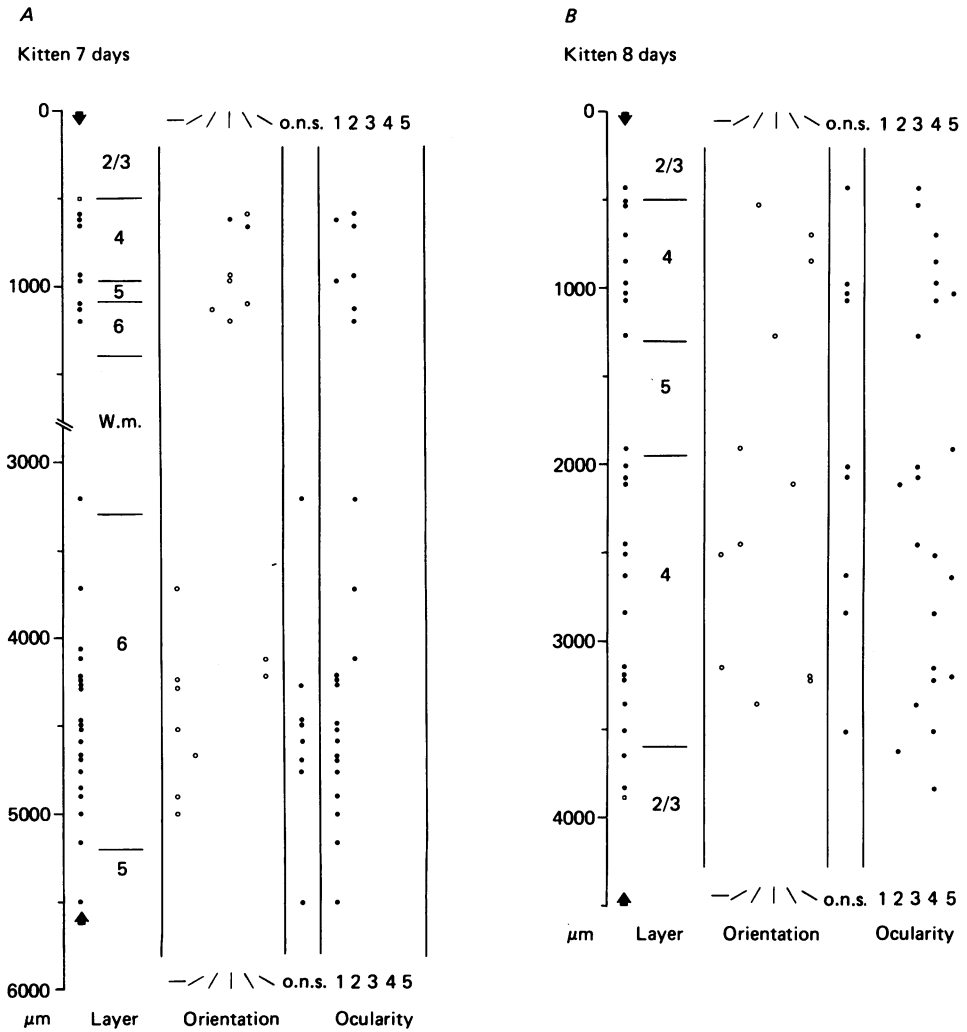 A
Kitten 7 days
0
o.n.s. 1 2 3 4 5
2/3
4
1000
5
6
W.m.
3000
4000
6
5000
5
6000
o.n.s. 1 2 3 4 5
µm Layer Orientation Ocularity
B
Kitten 8 days
0
o.n.s. 1 2 3 4 5
2/3
4
1000
5
2000
4
3000
2/3
4000
o.n.s. 1 2 3 4 5
µm Layer Orientation Ocularity